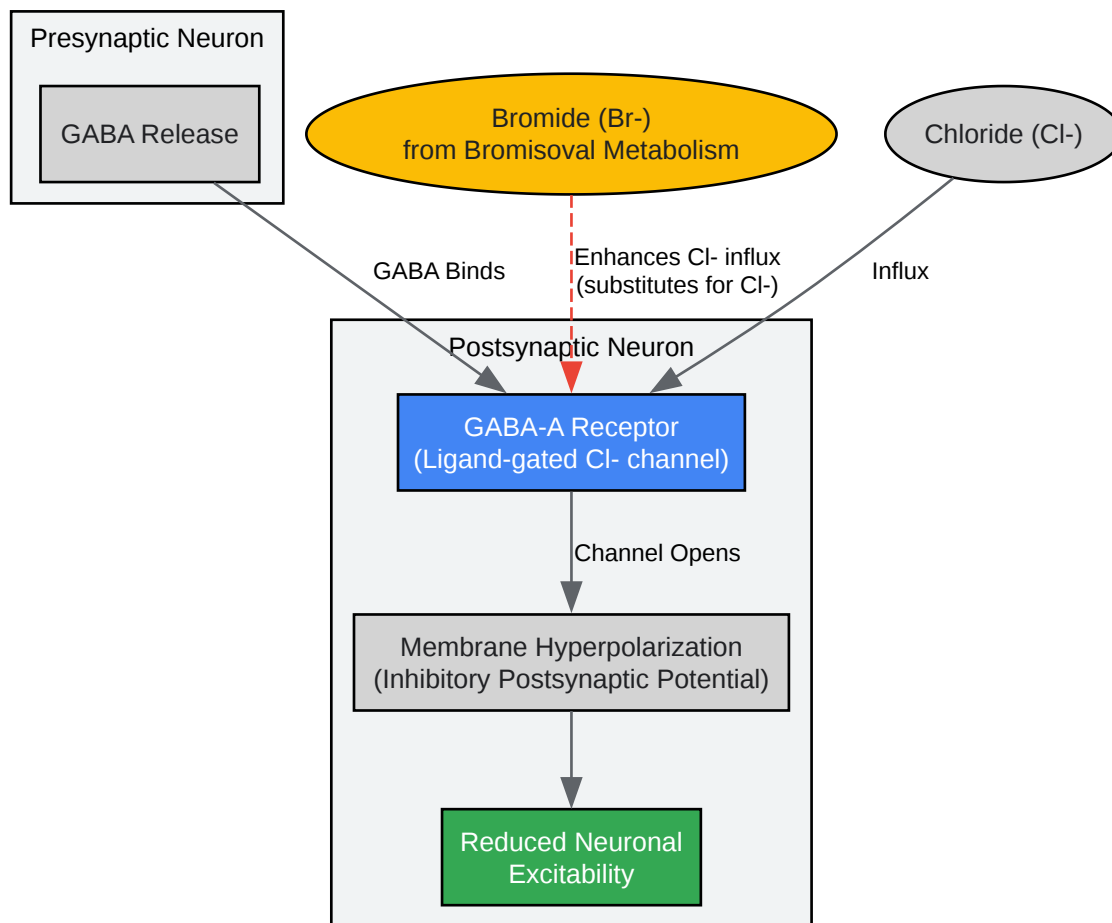 Presynaptic Neuron
GABA Release
Bromide (Br-)
from Bromisoval Metabolism
Chloride (Cl-)
GABA Binds
Enhances Cl- influx
(substitutes for Cl-)
Influx
Postsynaptic Neuron
GABA-A Receptor
(Ligand-gated Cl- channel)
Channel Opens
Membrane Hyperpolarization
(Inhibitory Postsynaptic Potential)
Reduced Neuronal
Excitability